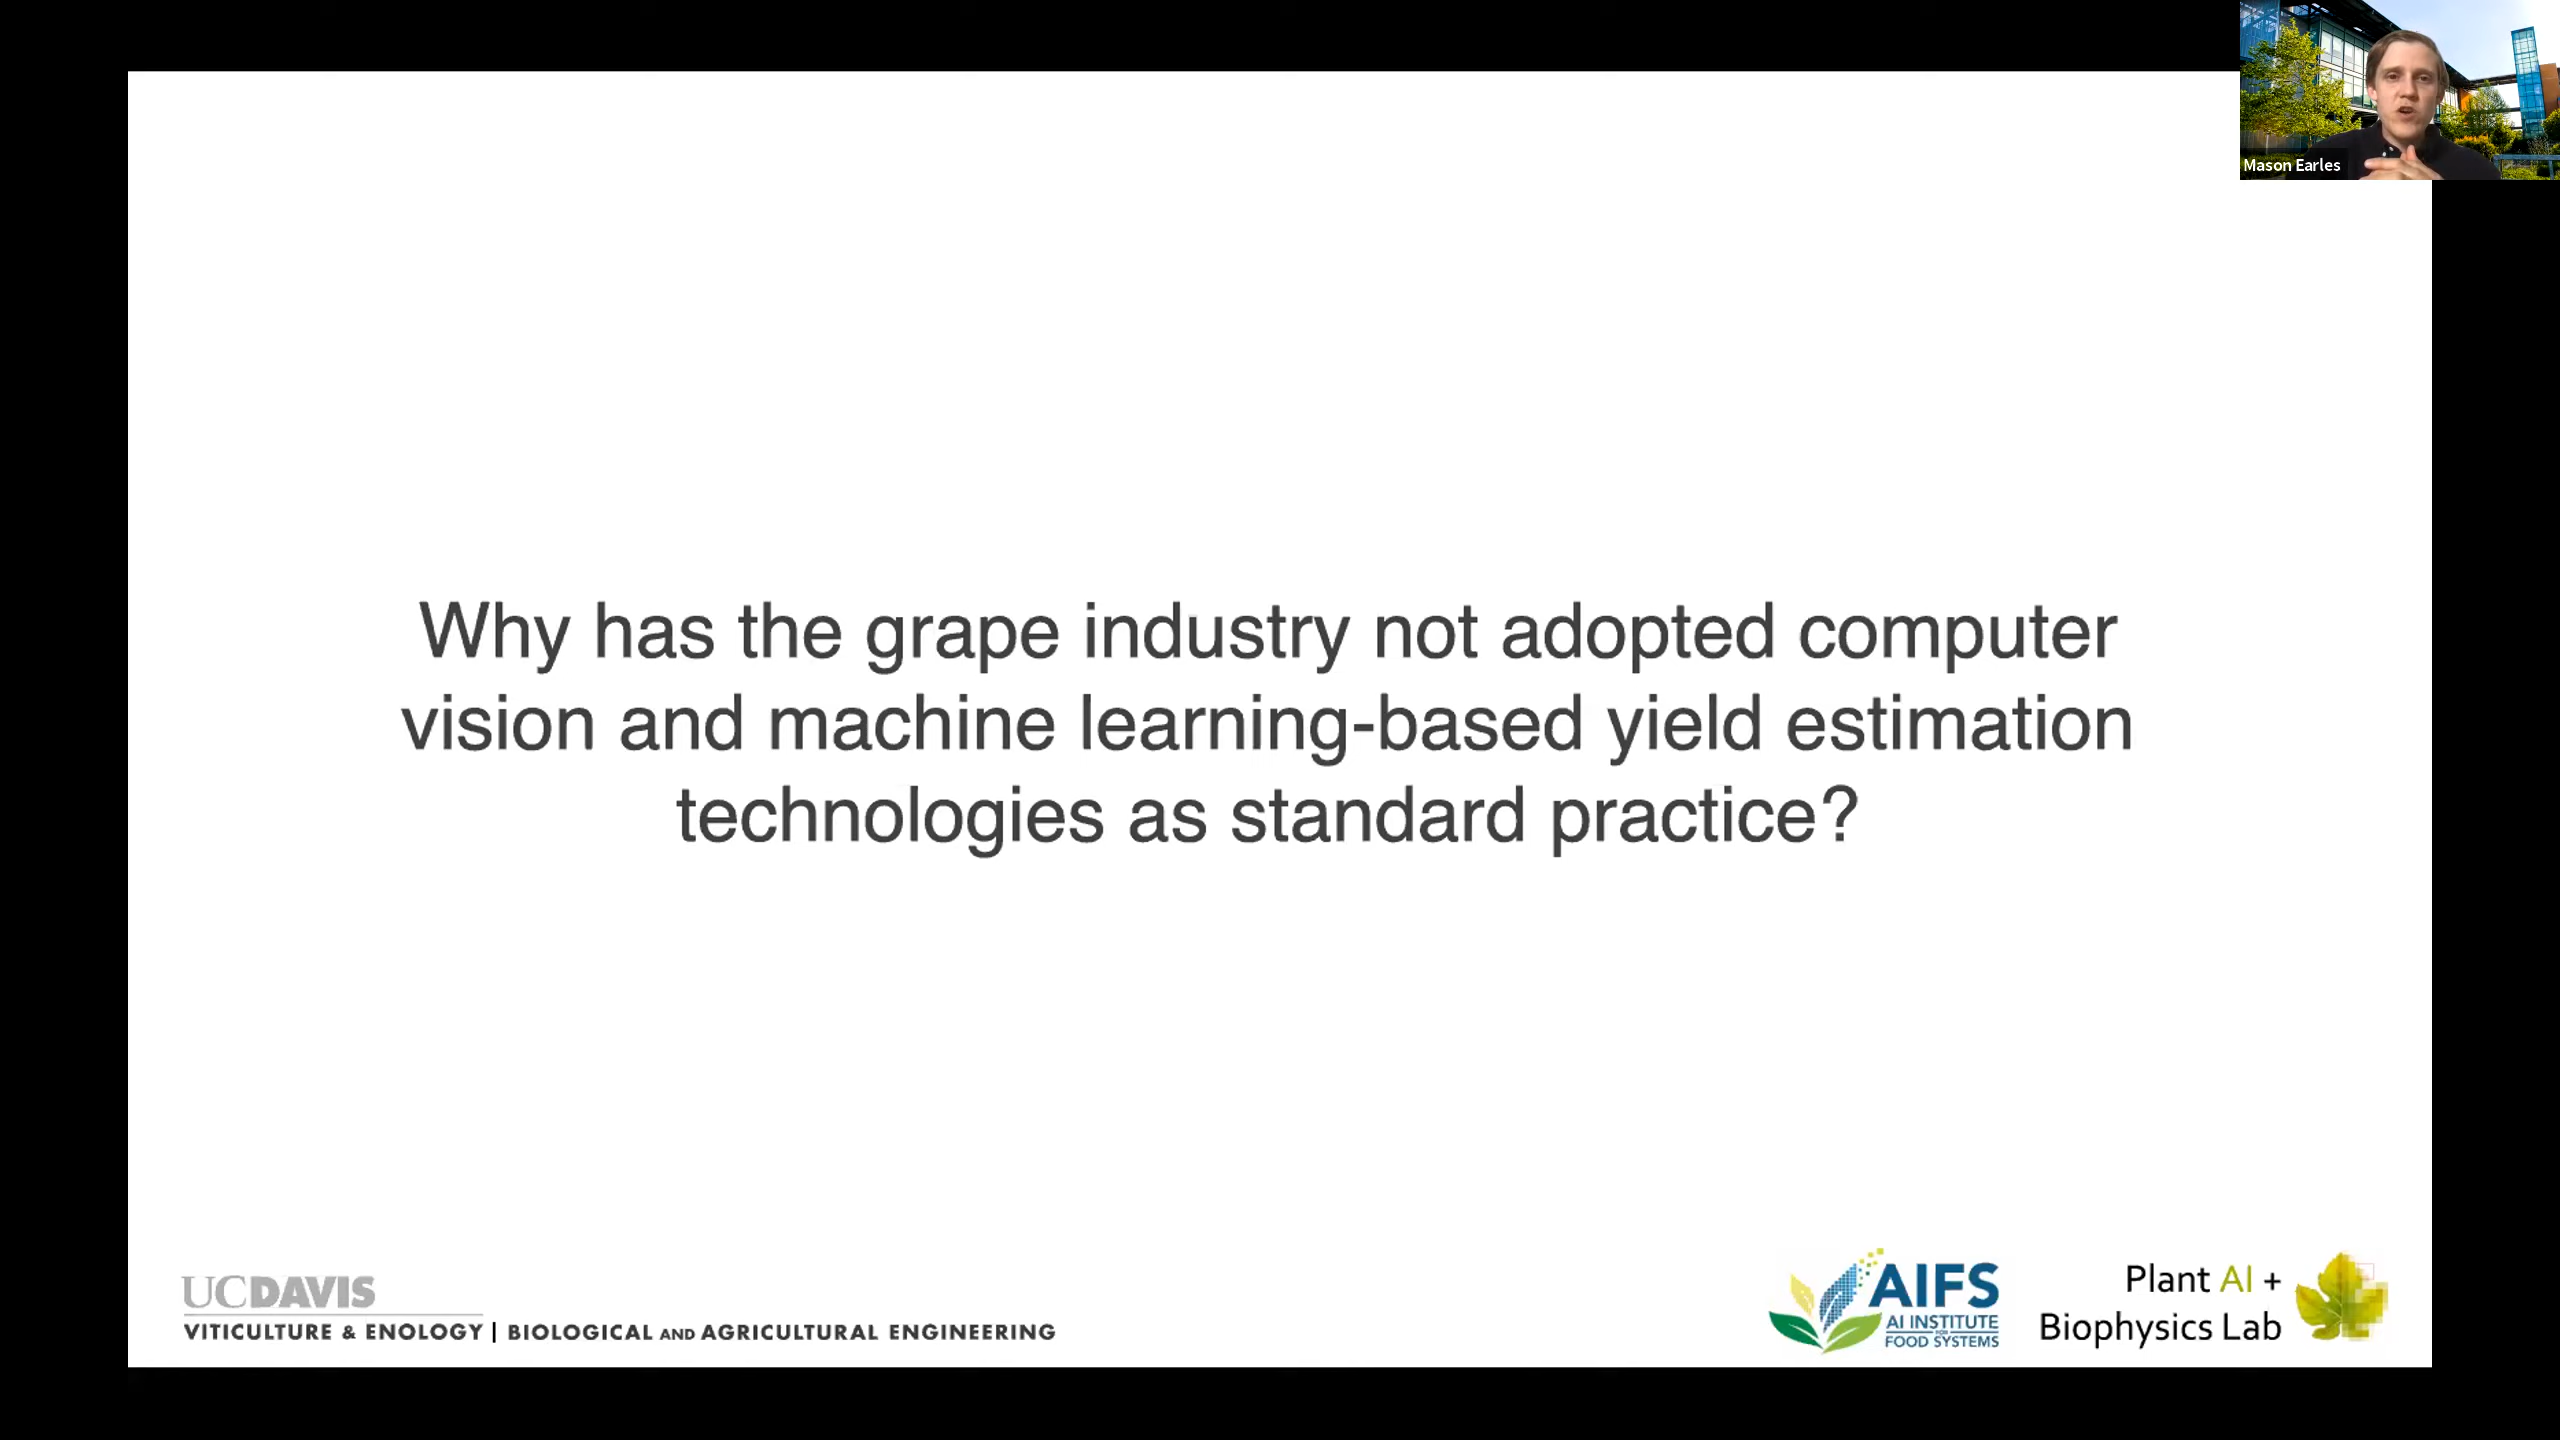 Mason Earles
Why has the grape industry not adopted computer
vision and machine learning-based yield estimation
technologies as standard practice?
UCDAVIS
VITICULTURE & ENOLOGY | BIOLOGICAL AND AGRICULTURAL ENGINEERING
AIFS
AI INSTITUTE
FOR
FOOD SYSTEMS
Plant AI +
Biophysics Lab